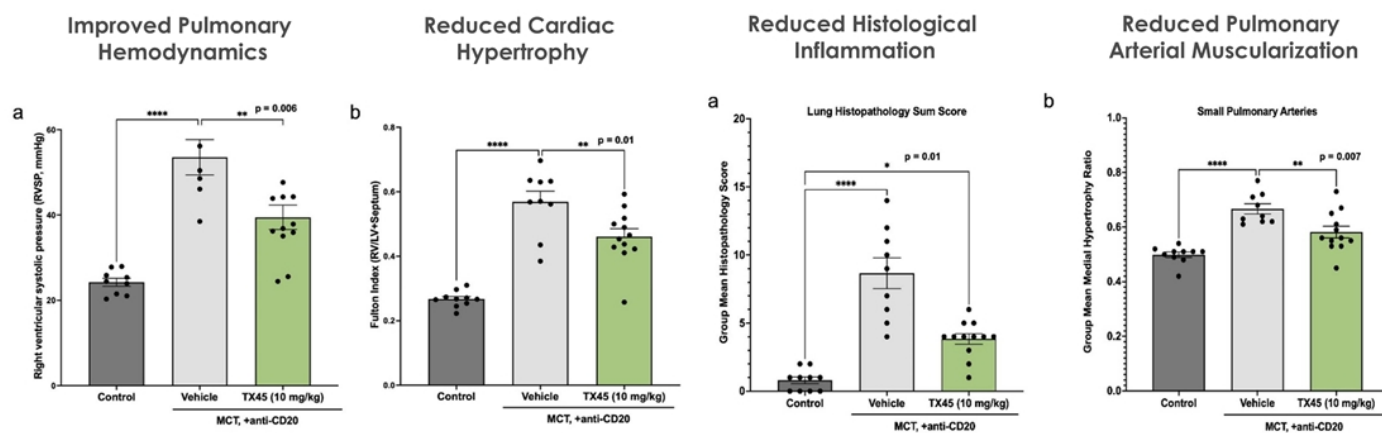 Improved Pulmonary
Hemodynamics
Reduced Cardiac
Hypertrophy
Reduced Histological
Inflammation
Reduced Pulmonary
Arterial Muscularization
a
****
**
p = 0.006
Right ventricular systolic pressure (RVSP, mmHg)
60
40
20
0
Control
Vehicle
TX45 (10 mg/kg)
MCT, +anti-CD20
b
****
**
p = 0.01
Fulton Index (RV/LV+Septum)
0.8
0.6
0.4
0.2
0.0
Control
Vehicle
TX45 (10 mg/kg)
MCT, +anti-CD20
a
Lung Histopathology Sum Score
*
p = 0.01
****
Group Mean Histopathology Score
20
15
10
5
0
Control
Vehicle
TX45 (10 mg/kg)
MCT, +anti-CD20
b
Small Pulmonary Arteries
****
**
p = 0.007
Group Mean Medial Hypertrophy Ratio
1.0
0.8
0.6
0.4
0.2
0.0
Control
Vehicle
TX45 (10 mg/kg)
MCT, +anti-CD20